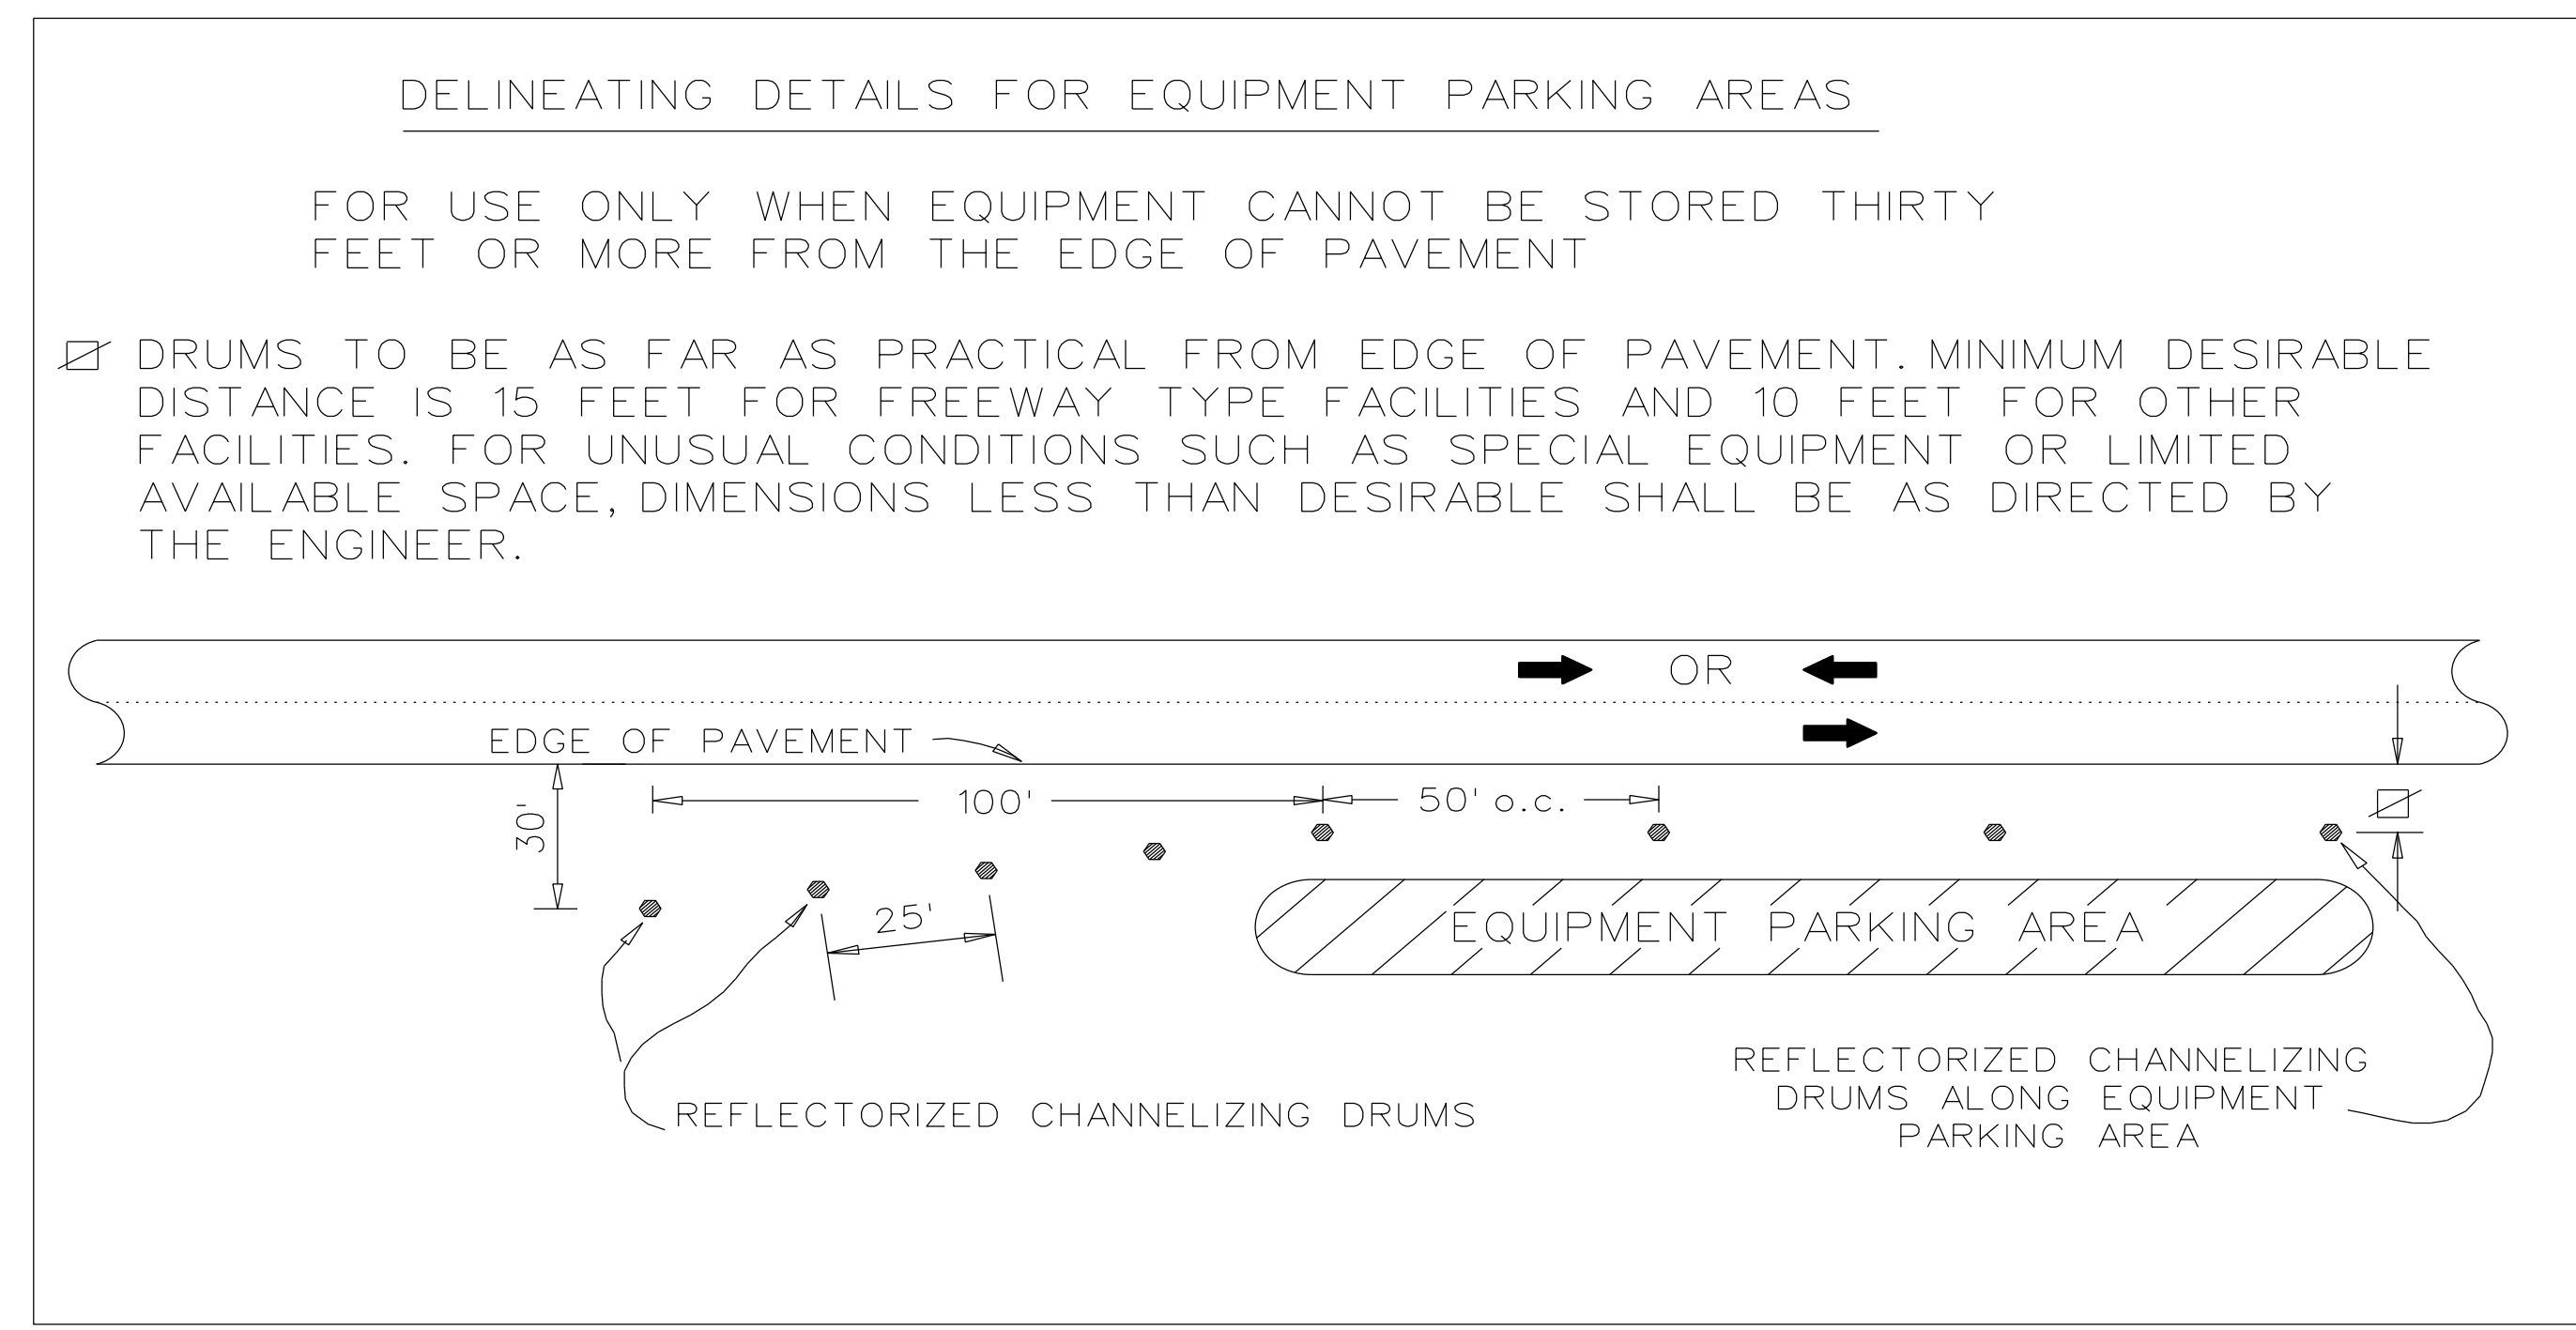 DELINEATING DETAILS FOR EQUIPMENT PARKING AREAS
FOR USE ONLY WHEN EQUIPMENT CANNOT BE STORED THIRTY
FEET OR MORE FROM THE EDGE OF PAVEMENT
DRUMS TO BE AS FAR AS PRACTICAL FROM EDGE OF PAVEMENT. MINIMUM DESIRABLE
DISTANCE IS 15 FEET FOR FREEWAY TYPE FACILITIES AND 10 FEET FOR OTHER
FACILITIES. FOR UNUSUAL CONDITIONS SUCH AS SPECIAL EQUIPMENT OR LIMITED
AVAILABLE SPACE, DIMENSIONS LESS THAN DESIRABLE SHALL BE AS DIRECTED BY
THE ENGINEER.
OR
EDGE OF PAVEMENT
100'
50' o.c.
30'
25'
EQUIPMENT PARKING AREA
REFLECTORIZED CHANNELIZING DRUMS
REFLECTORIZED CHANNELIZING
DRUMS ALONG EQUIPMENT
PARKING AREA